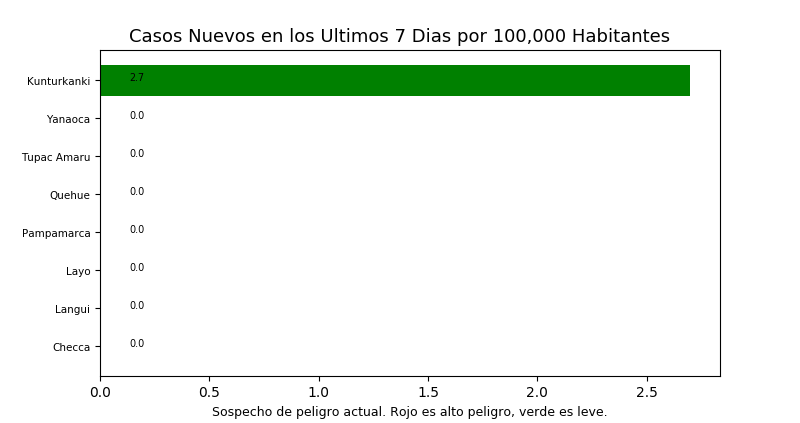 Casos Nuevos en los Ultimos 7 Dias por 100,000 Habitantes
Kunturkanki 2.7
Yanaoca 0.0
Tupac Amaru 0.0
Quehue 0.0
Pampamarca 0.0
Layo 0.0
Langui 0.0
Checca 0.0
0.0 0.5 1.0 1.5 2.0 2.5
Sospecho de peligro actual. Rojo es alto peligro, verde es leve.